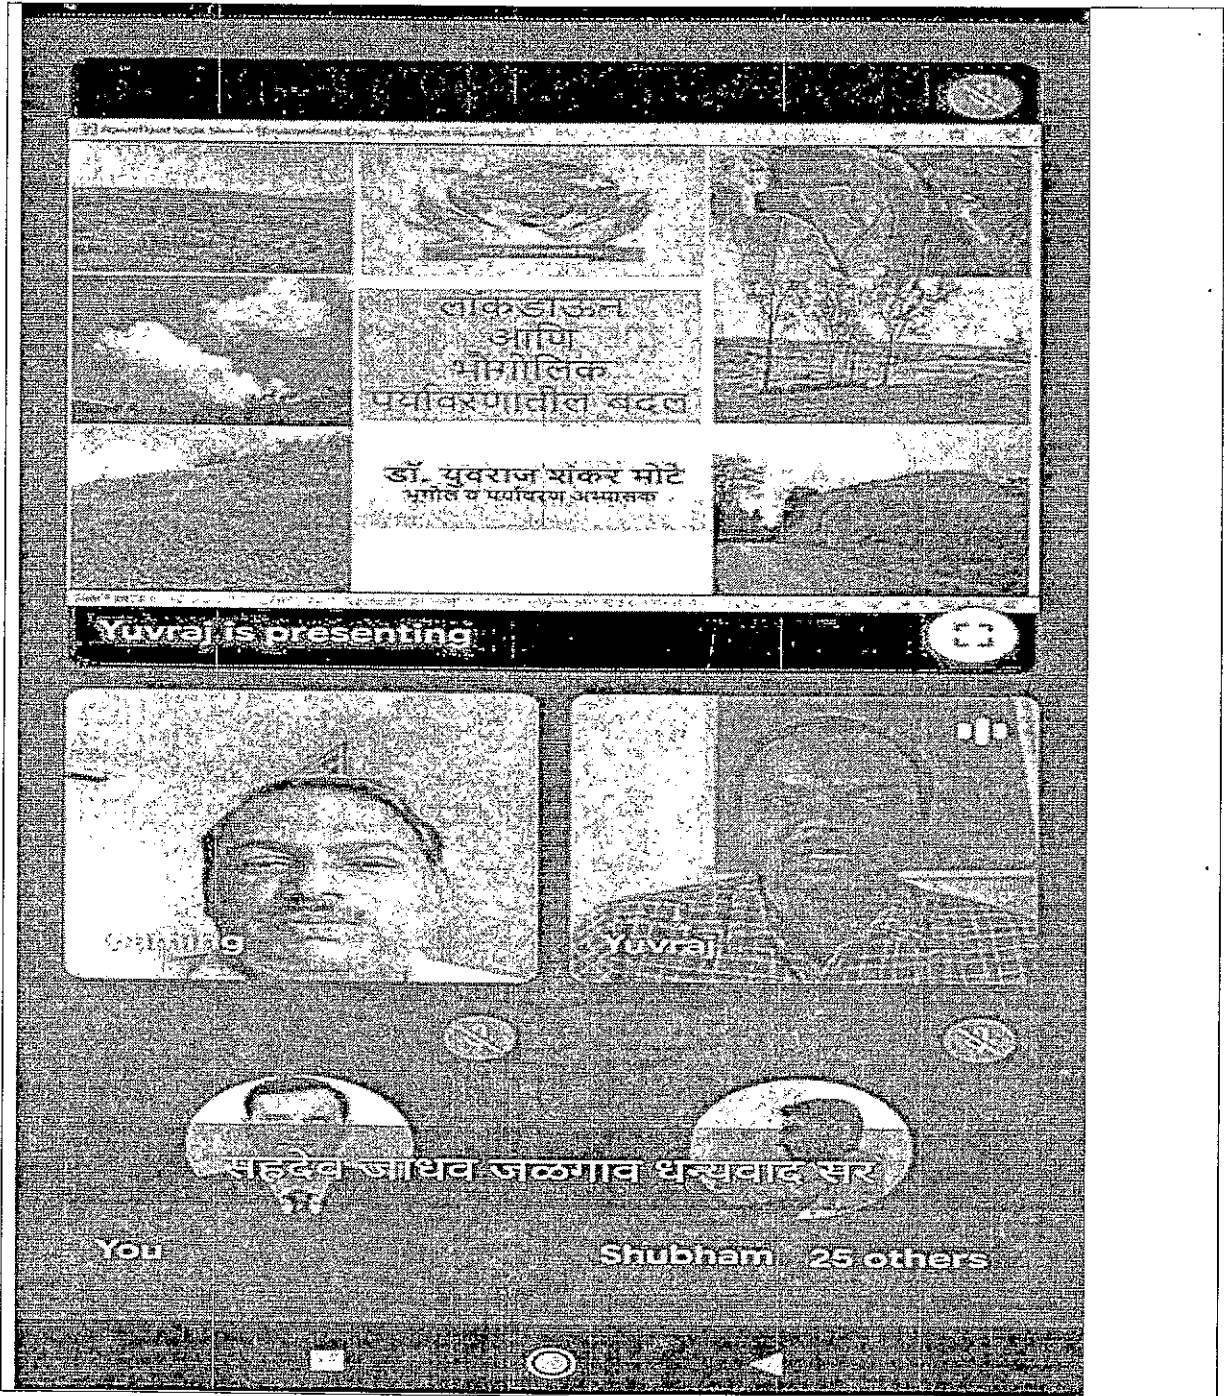 लॉकडाऊन
आणि
भौगोलिक
पर्यावरणातील बदल
डॉ. युवराज शंकर मोटे
भूगोल व पर्यावरण अभ्यासक
Yuvraj is presenting
Yuvraj
सहदेव जाधव जळगाव धन्यवाद सर
You
Shubham 25 others